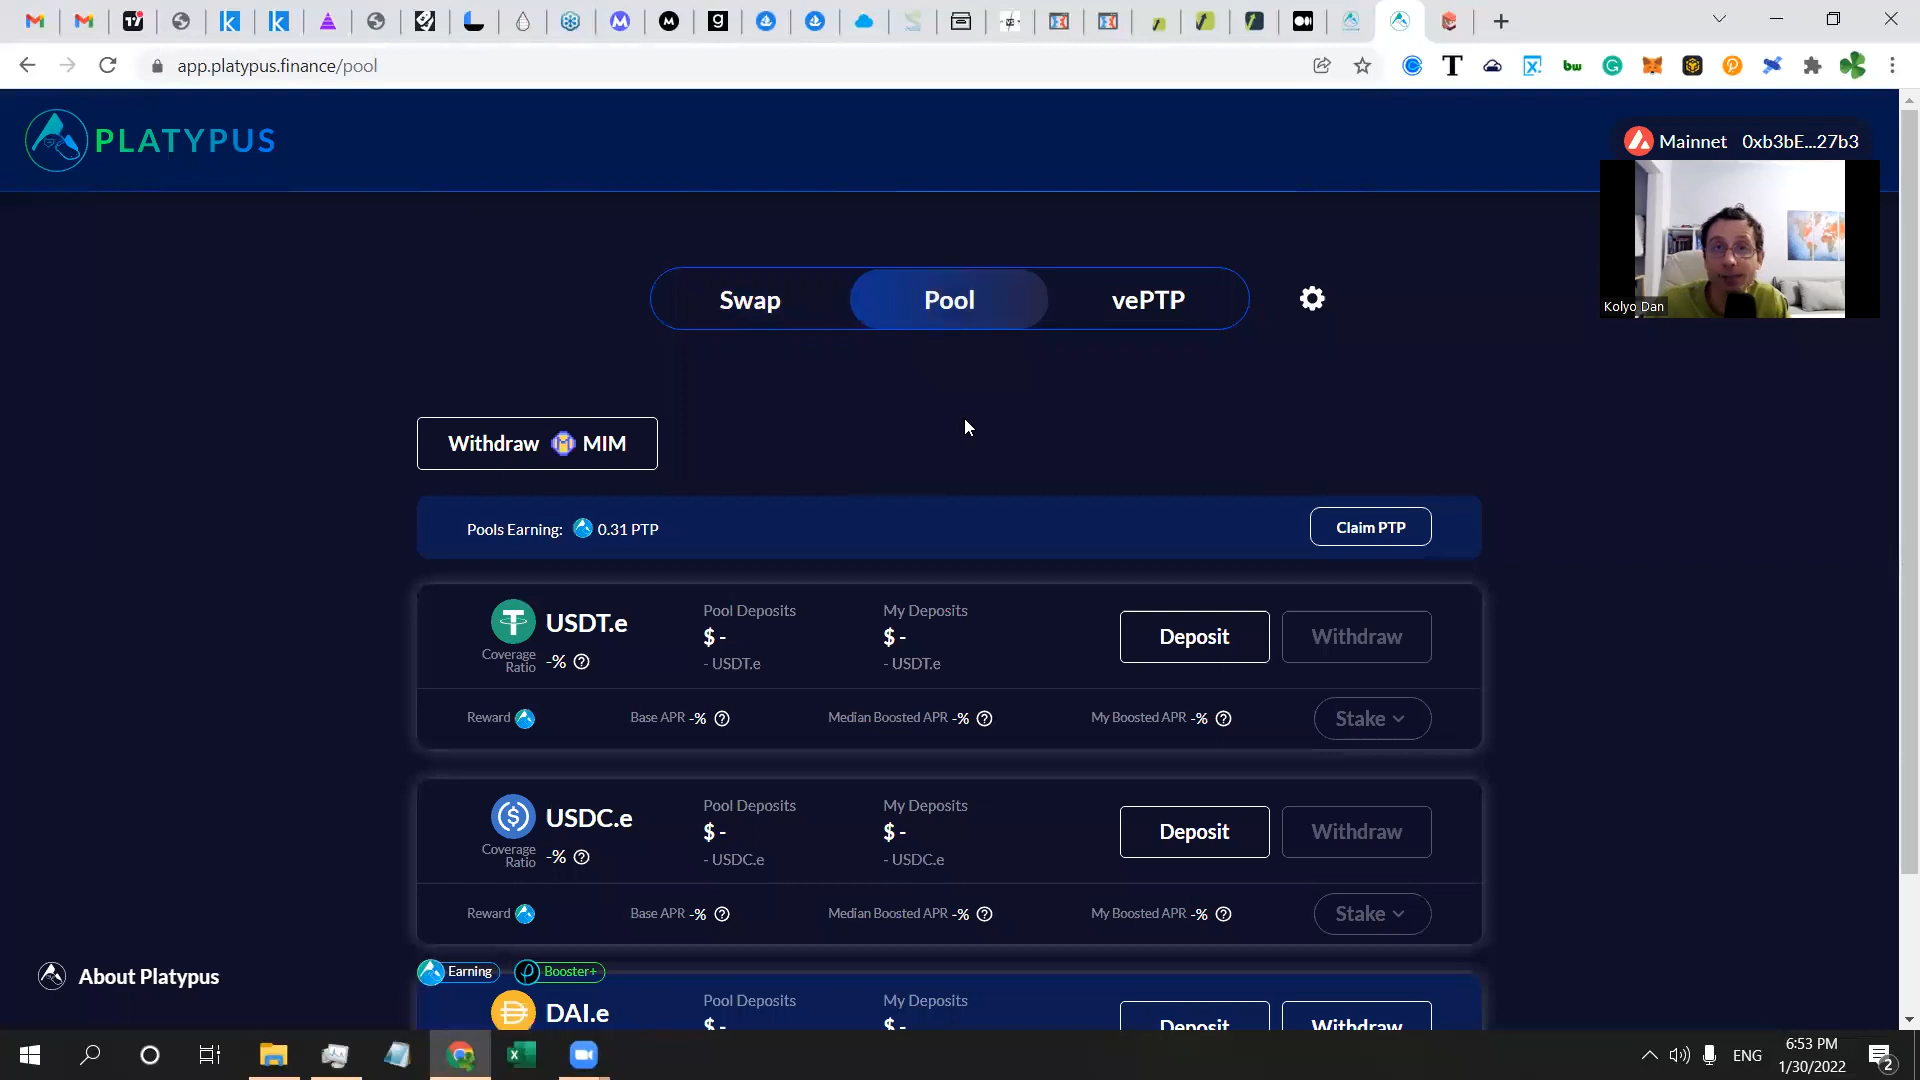 app.platypus.finance/pool
PLATYPUS
Mainnet 0xb3bE...27b3
Kolyo Dan
Swap Pool vePTP
Withdraw MIM
Pools Earning: 0.31 PTP Claim PTP
USDT.e
Coverage Ratio -%
Pool Deposits
$ -
- USDT.e
My Deposits
$ -
- USDT.e
Deposit Withdraw
Reward Base APR -% Median Boosted APR -% My Boosted APR -% Stake
USDC.e
Coverage Ratio -%
Pool Deposits
$ -
- USDC.e
My Deposits
$ -
- USDC.e
Deposit Withdraw
Reward Base APR -% Median Boosted APR -% My Boosted APR -% Stake
Earning Booster+
About Platypus
DAI.e
Pool Deposits
$ -
My Deposits
$ -
Deposit Withdraw
ENG
6:53 PM
1/30/2022
2